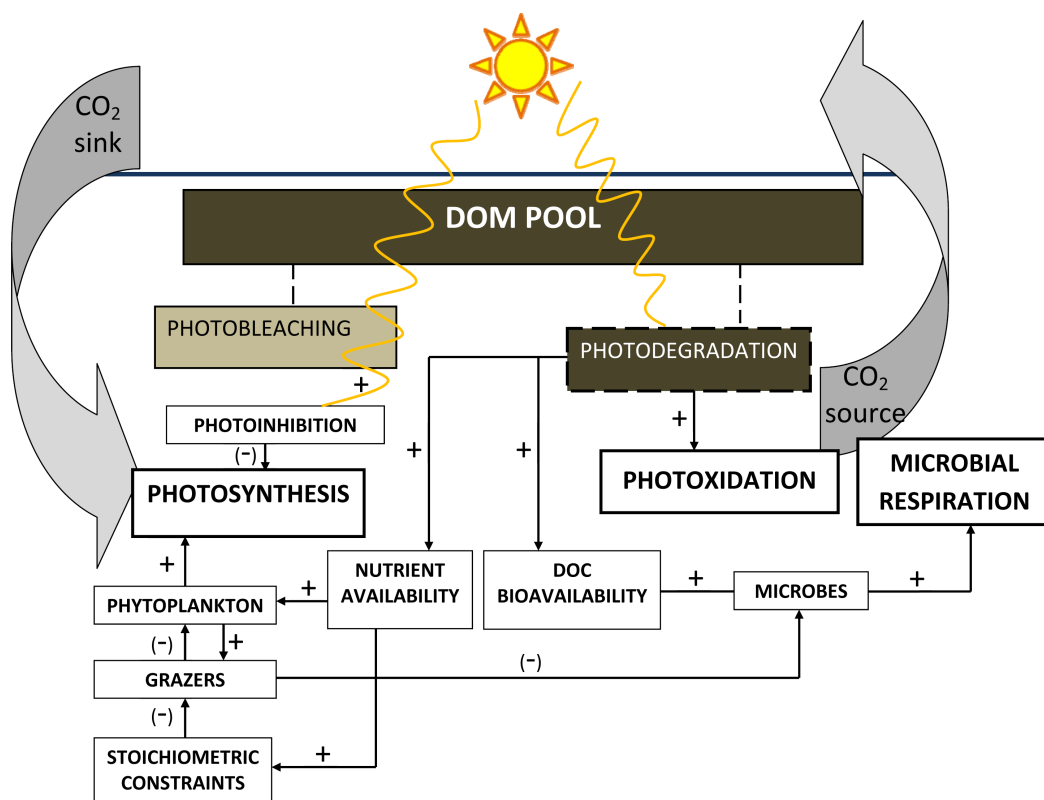 CO₂
sink
DOM POOL
PHOTOBLEACHING
PHOTODEGRADATION
CO₂
source
+
PHOTOINHIBITION
(-)
+
+
+
PHOTOSYNTHESIS
PHOTOXIDATION
MICROBIAL
RESPIRATION
+
NUTRIENT
AVAILABILITY
DOC
BIOAVAILABILITY
PHYTOPLANKTON
+
+
MICROBES
+
(-)
+
GRAZERS
(-)
(-)
STOICHIOMETRIC
CONSTRAINTS
+